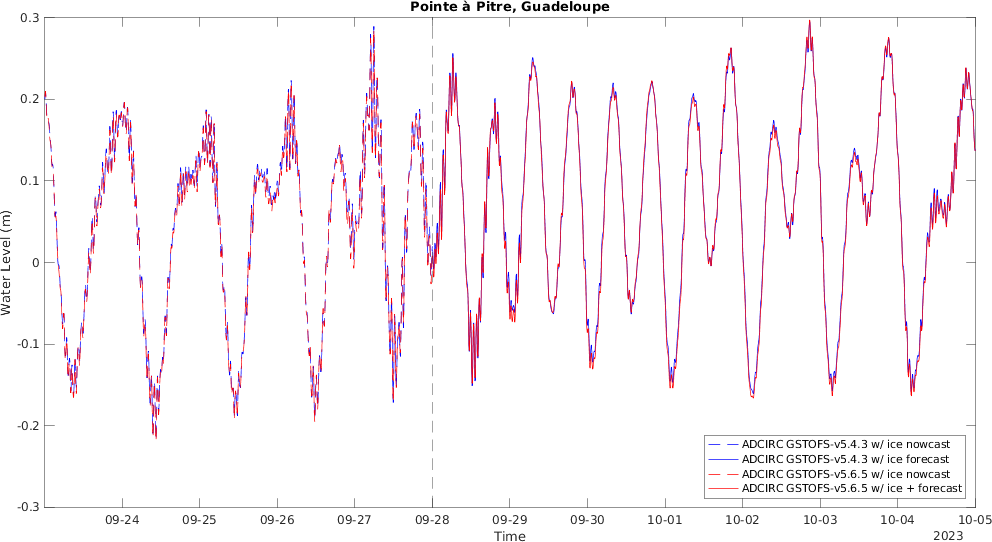 Pointe à Pitre, Guadeloupe
0.3
0.2
0.1
0
-0.1
-0.2
-0.3
Water Level (m)
ADCIRC GSTOFS-v5.4.3 w/ ice nowcast
ADCIRC GSTOFS-v5.4.3 w/ ice forecast
ADCIRC GSTOFS-v5.6.5 w/ ice nowcast
ADCIRC GSTOFS-v5.6.5 w/ ice + forecast
09-24 09-25 09-26 09-27 09-28 09-29 09-30 10-01 10-02 10-03 10-04 10-05
Time
2023